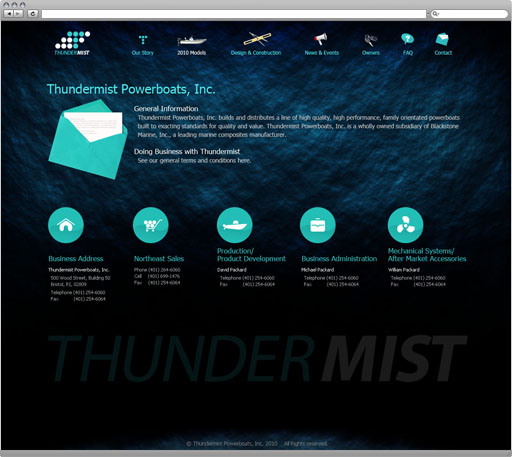 THUNDERMIST
Our Story
2010 Models
Design & Construction
News & Events
Owners
FAQ
Contact
Thundermist Powerboats, Inc.
General Information
Thundermist Powerboats, Inc. builds and distributes a line of high quality, high performance, family orientated powerboats
built to exacting standards for quality and value. Thundermist Powerboats, Inc. is a wholly owned subsidiary of Blackstone
Marine, Inc., a leading marine composites manufacturer.
Doing Business with Thundermist
See our general terms and conditions here.
Business Address
Thundermist Powerboats, Inc.
500 Wood Street, Building 50
Bristol, RI, 02809
Telephone (401) 254-6060
Fax (401) 254-6064
Northeast Sales
Phone (401) 264-6060
Cell (401) 699-1476
Fax (401) 254-6064
Production/
Product Development
David Packard
Telephone (401) 254-6060
Fax (401) 254-6064
Business Administration
Michael Packard
Telephone (401) 254-6060
Fax (401) 254-6064
Mechanical Systems/
After Market Accessories
William Packard
Telephone (401) 254-6060
Fax (401) 254-6064
THUNDERMIST
© Thundermist Powerboats, Inc. 2010 All rights reserved.